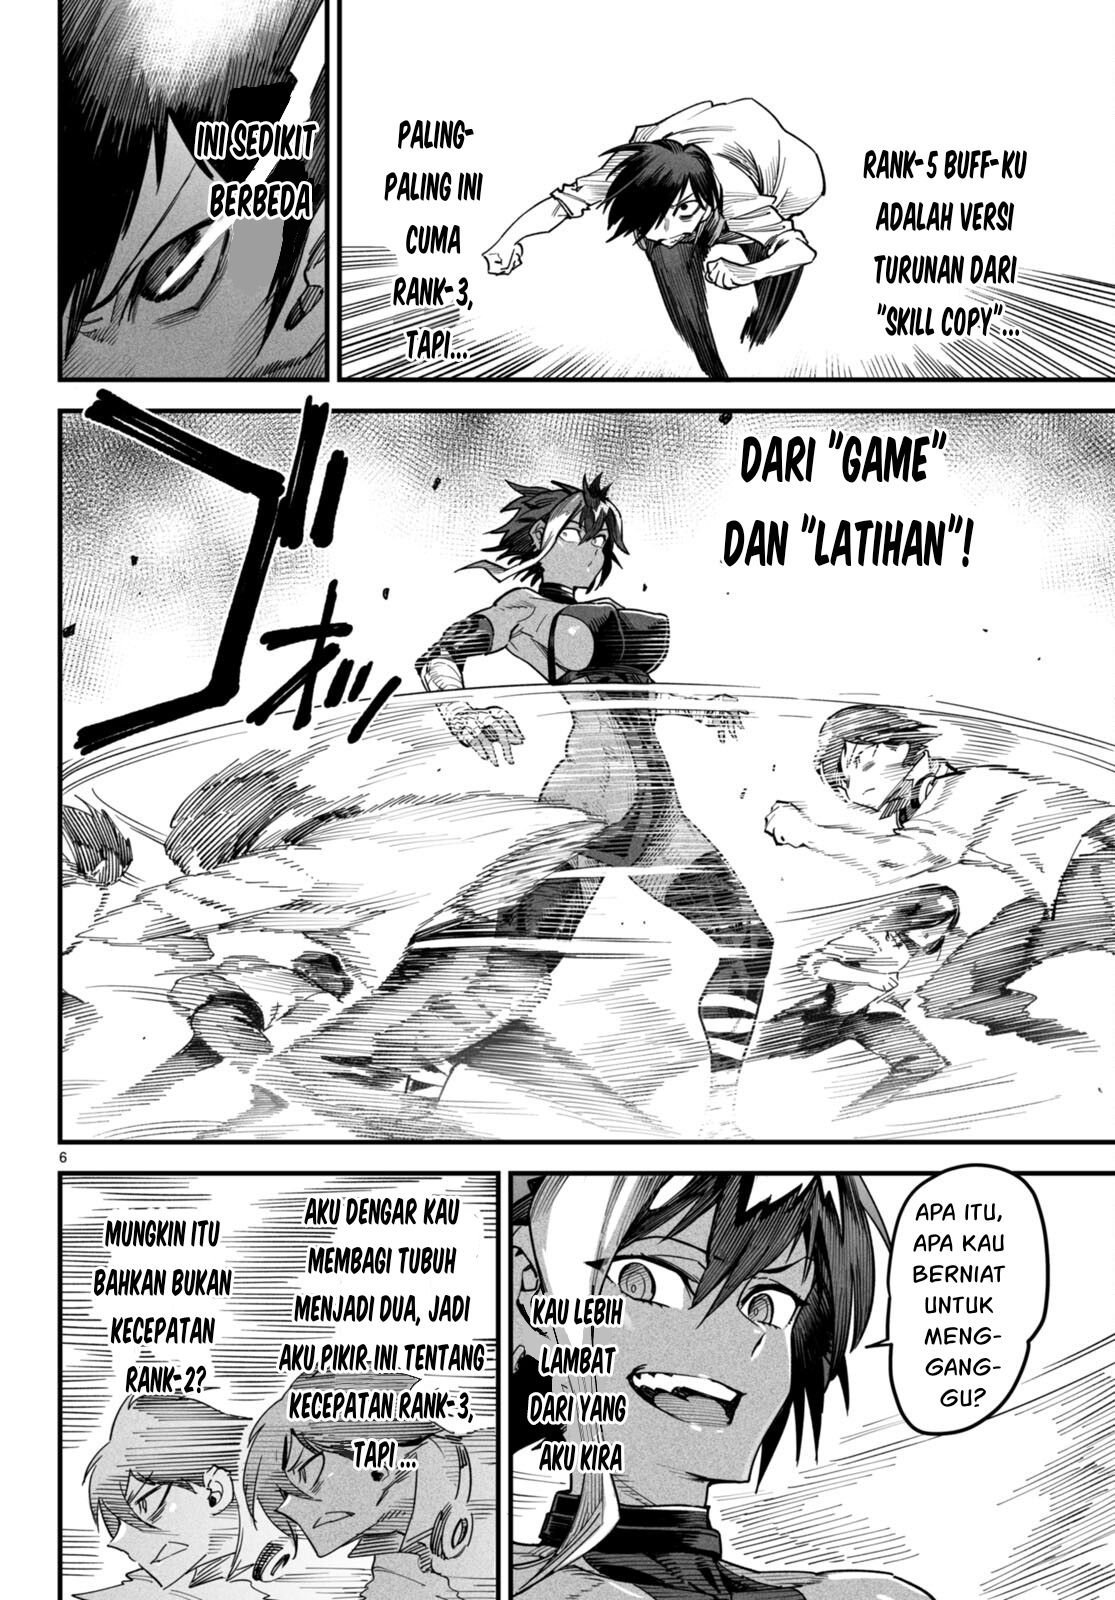 RANK-5 BUFF-KU
ADALAH VERSI
TURUNAN DARI
"SKILL COPY"...
PALING-
PALING INI
CUMA
RANK-3,
TAPI...
INI SEDIKIT
BERBEDA
DARI "GAME"
DAN "LATIHAN"!
ゴオッ
6
APA ITU,
APA KAU
BERNIAT
UNTUK
MENG-
GANG-
GU?
KAU LEBIH
LAMBAT
DARI YANG
AKU KIRA
AKU DENGAR KAU
MEMBAGI TUBUH
MENJADI DUA, JADI
AKU PIKIR INI TENTANG
KECEPATAN RANK-3,
TAPI ...
MUNGKIN ITU
BAHKAN BUKAN
KECEPATAN
RANK-2?